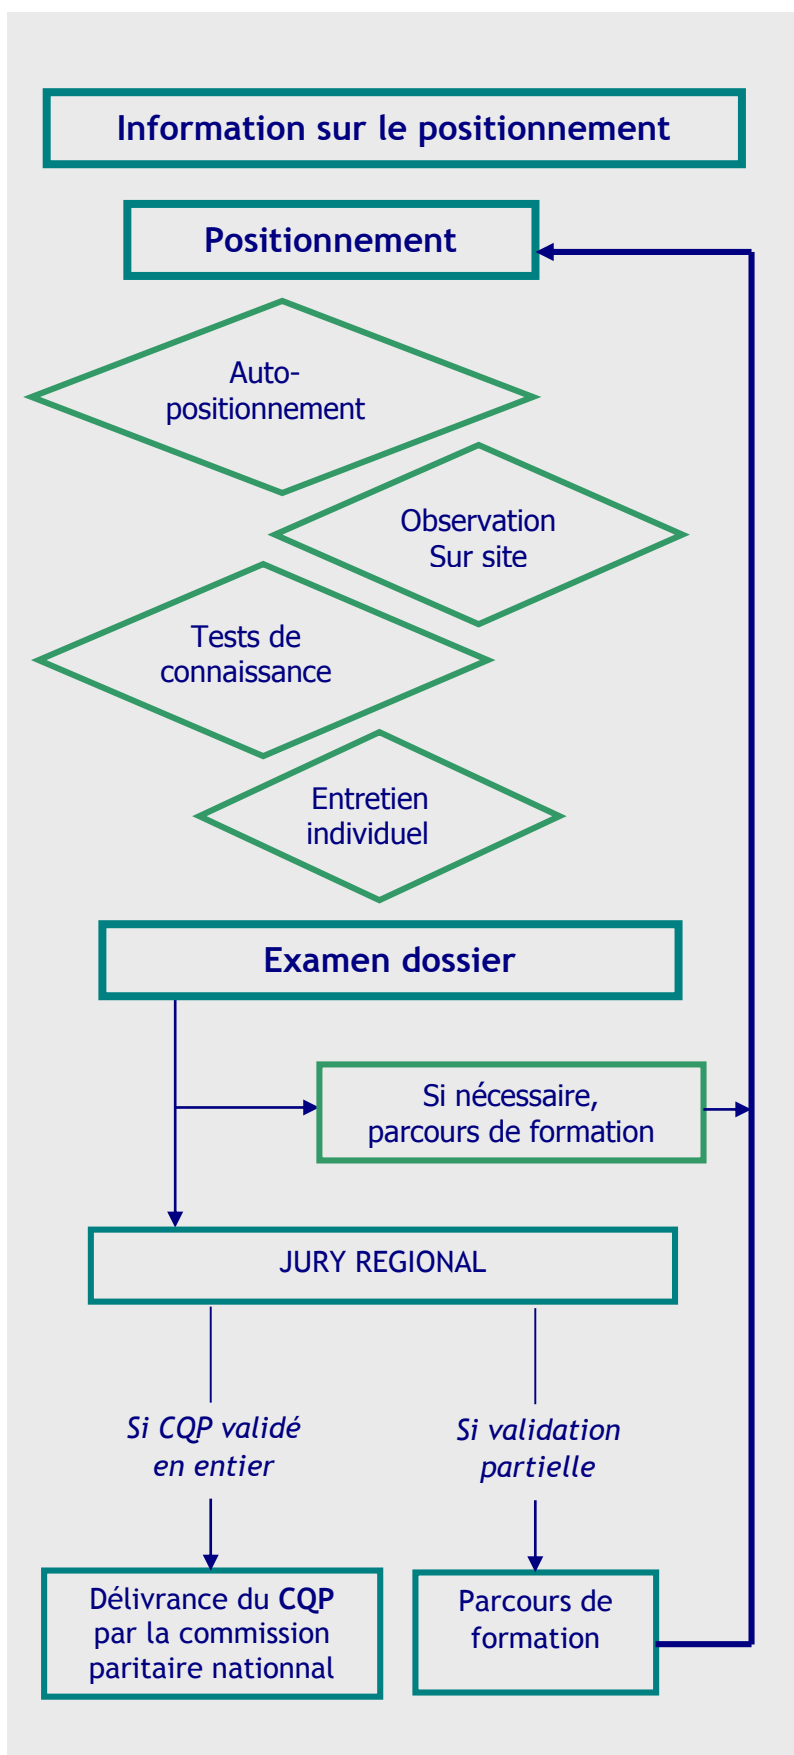 Information sur le positionnement
Positionnement
Auto-
positionnement
Observation
Sur site
Tests de
connaissance
Entretien
individuel
Examen dossier
Si nécessaire,
parcours de formation
JURY REGIONAL
Si CQP validé
en entier
Si validation
partielle
Délivrance du CQP
par la commission
paritaire nationnal
Parcours de
formation